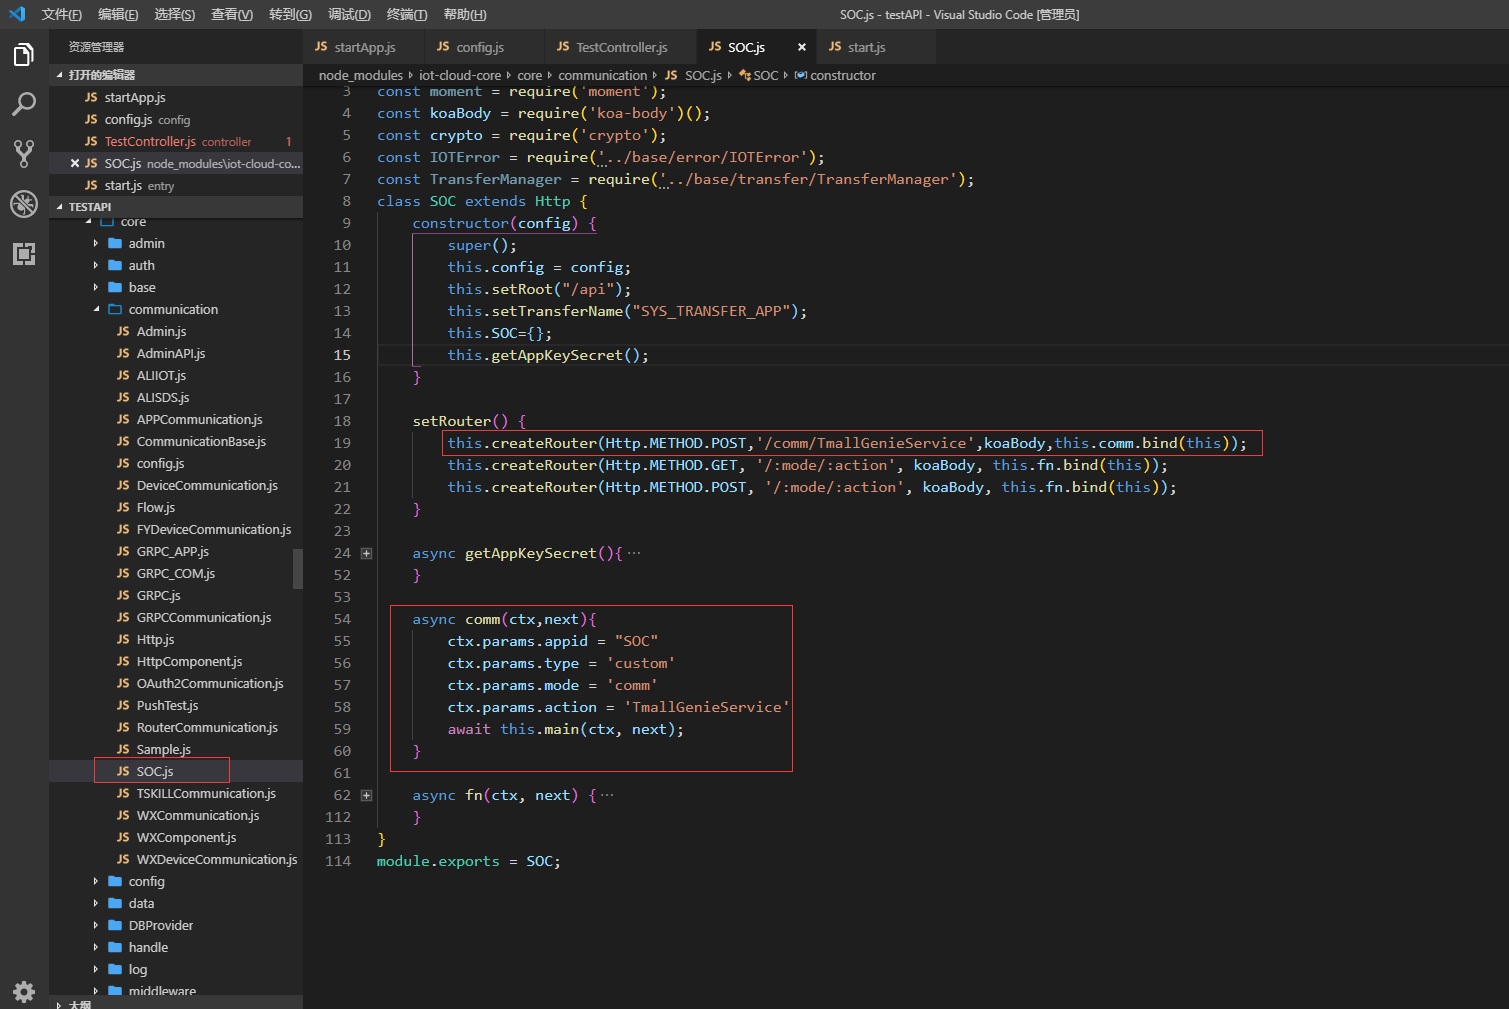 文件(F) 编辑(E) 选择(S) 查看(V) 转到(G) 调试(D) 终端(T) 帮助(H)
SOC.js - testAPI - Visual Studio Code [管理员]
资源管理器
打开的编辑器
JS startApp.js
JS config.js config
JS TestController.js controller 1
JS SOC.js node_modules\iot-cloud-co...
JS start.js entry
TESTAPI
core
admin
auth
base
communication
JS Admin.js
JS AdminAPI.js
JS ALIIOT.js
JS ALISDS.js
JS APPCommunication.js
JS CommunicationBase.js
JS config.js
JS DeviceCommunication.js
JS Flow.js
JS FYDeviceCommunication.js
JS GRPC_APP.js
JS GRPC_COM.js
JS GRPC.js
JS GRPCCommunication.js
JS Http.js
JS HttpComponent.js
JS OAuth2Communication.js
JS PushTest.js
JS RouterCommunication.js
JS Sample.js
JS SOC.js
JS TSKILLCommunication.js
JS WXCommunication.js
JS WXComponent.js
JS WXDeviceCommunication.js
config
data
DBProvider
handle
log
middleware
大纲
JS startApp.js JS config.js JS TestController.js JS SOC.js JS start.js
node_modules iot-cloud-core core communication JS SOC.js SOC constructor
3 const moment = require('moment');
4 const koaBody = require('koa-body')();
5 const crypto = require('crypto');
6 const IOTError = require('../base/error/IOTError');
7 const TransferManager = require('../base/transfer/TransferManager');
8 class SOC extends Http {
9 constructor(config) {
10 super();
11 this.config = config;
12 this.setRoot("/api");
13 this.setTransferName("SYS_TRANSFER_APP");
14 this.SOC={};
15 this.getAppKeySecret();
16 }
17
18 setRouter() {
19 this.createRouter(Http.METHOD.POST,'/comm/TmallGenieService',koaBody,this.comm.bind(this));
20 this.createRouter(Http.METHOD.GET, '/:mode/:action', koaBody, this.fn.bind(this));
21 this.createRouter(Http.METHOD.POST, '/:mode/:action', koaBody, this.fn.bind(this));
22 }
23
24 async getAppKeySecret(){ ···
52 }
53
54 async comm(ctx,next){
55 ctx.params.appid = "SOC"
56 ctx.params.type = 'custom'
57 ctx.params.mode = 'comm'
58 ctx.params.action = 'TmallGenieService'
59 await this.main(ctx, next);
60 }
61
62 async fn(ctx, next) { ···
112 }
113 }
114 module.exports = SOC;